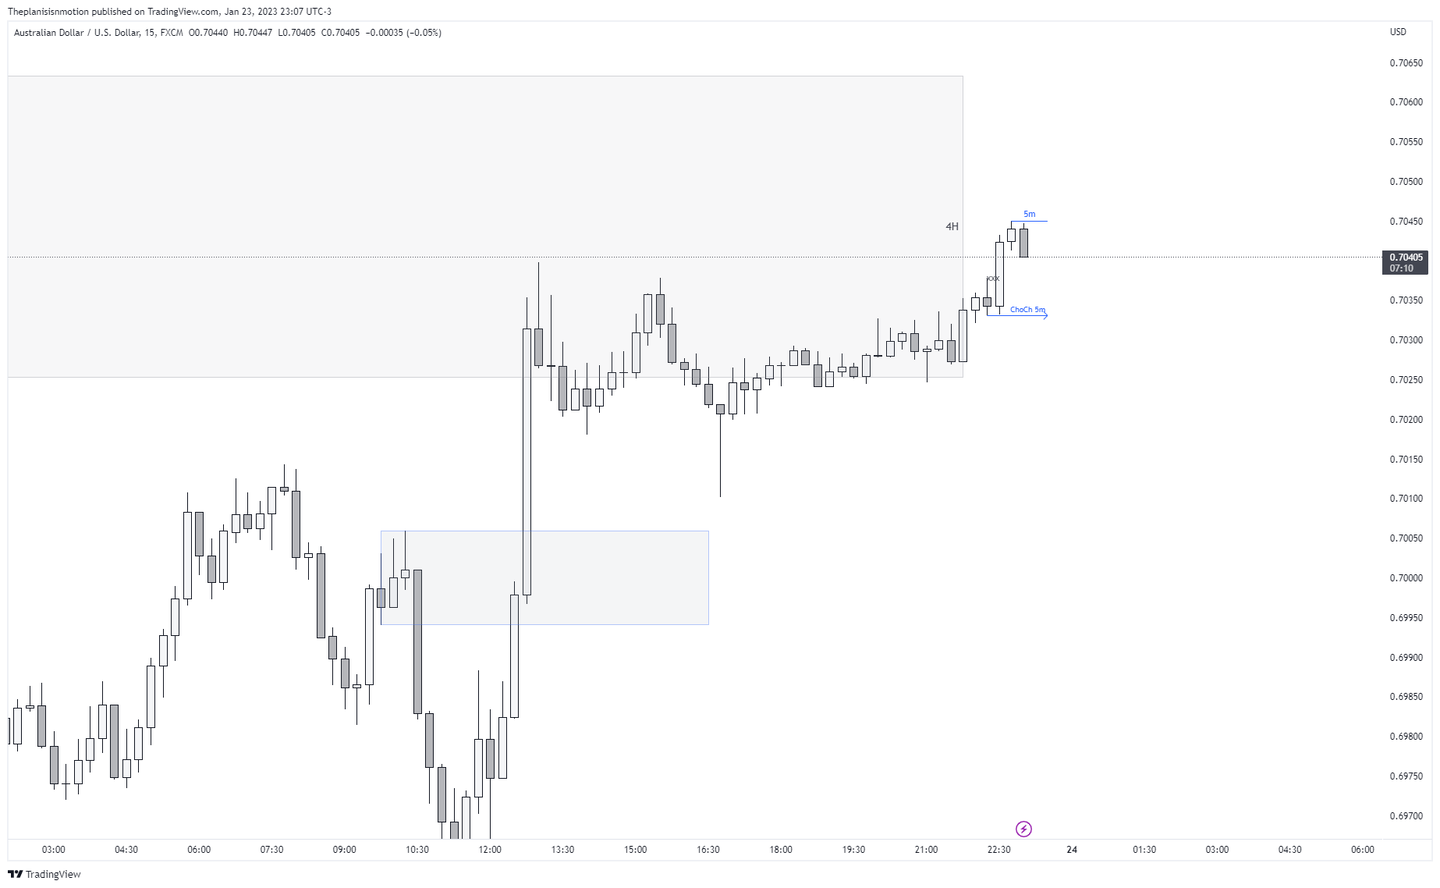 Theplanisisnmotion published on TradingView.com, Jan 23, 2023 23:07 UTC-3
Australian Dollar / U.S. Dollar, 15, FXCM O0.70440 H0.70447 L0.70405 C0.70405 −0.00035 (−0.05%)
USD
0.70650
0.70600
0.70550
0.70500
0.70450
5m
4H
0.70405
07:10
xxx
0.70350
ChoCh 5m
0.70300
0.70250
0.70200
0.70150
0.70100
0.70050
0.70000
0.69950
0.69900
0.69850
0.69800
0.69750
0.69700
03:00 04:30 06:00 07:30 09:00 10:30 12:00 13:30 15:00 16:30 18:00 19:30 21:00 22:30 24 01:30 03:00 04:30 06:00
TradingView